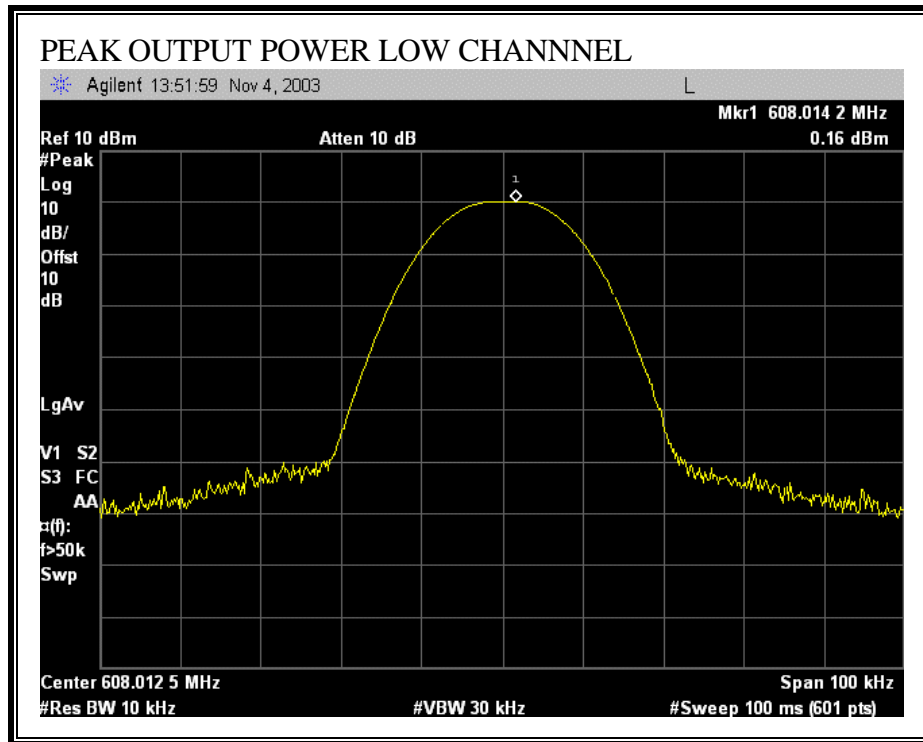 PEAK OUTPUT POWER LOW CHANNNEL
Agilent 13:51:59 Nov 4, 2003 L
Mkr1 608.014 2 MHz
Ref 10 dBm Atten 10 dB 0.16 dBm
#Peak
Log
10
dB/
Offst
10
dB
1
LgAv
V1 S2
S3 FC
AA
¤(f):
f>50k
Swp
Center 608.012 5 MHz Span 100 kHz
#Res BW 10 kHz #VBW 30 kHz #Sweep 100 ms (601 pts)